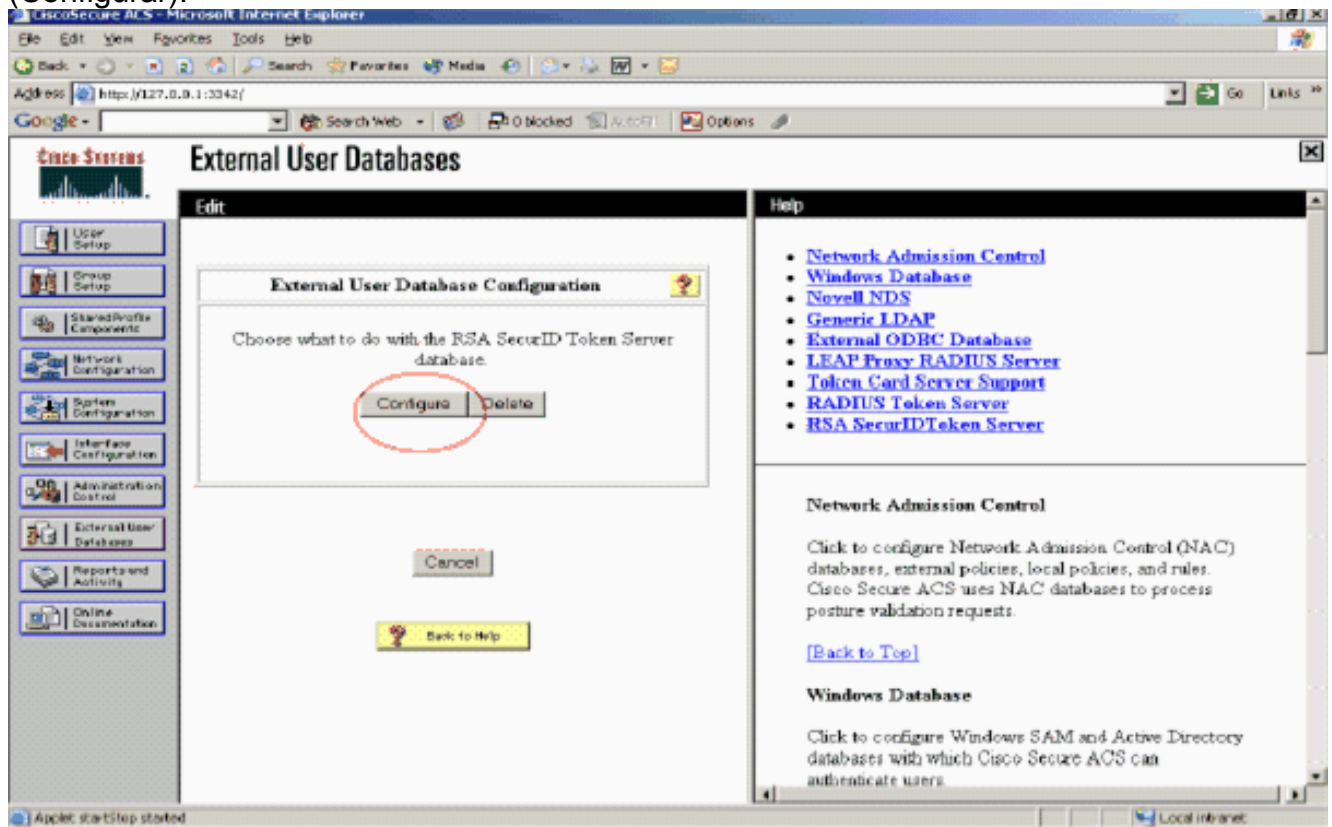 (Configurar).
CiscoSecure ACS - Microsoft Internet Explorer
File Edit View Favorites Tools Help
Back Search Favorites Media
Address http://127.0.0.1:3342/ Go Links »
Google - Search Web 0 blocked AutoFill Options
Cisco Systems
External User Databases
User Setup
Group Setup
Shared Profile Components
Network Configuration
System Configuration
Interface Configuration
Administration Control
External User Databases
Reports and Activity
Online Documentation
Edit
External User Database Configuration
Choose what to do with the RSA SecurID Token Server
database.
Configure Delete
Cancel
Back to Help
Help
Network Admission Control
Windows Database
Novell NDS
Generic LDAP
External ODBC Database
LEAP Proxy RADIUS Server
Token Card Server Support
RADIUS Token Server
RSA SecurIDToken Server
Network Admission Control
Click to configure Network Admission Control (NAC)
databases, external policies, local policies, and rules.
Cisco Secure ACS uses NAC databases to process
posture validation requests.
[Back to Top]
Windows Database
Click to configure Windows SAM and Active Directory
databases with which Cisco Secure ACS can
authenticate users.
Applet startStop started
Local intranet